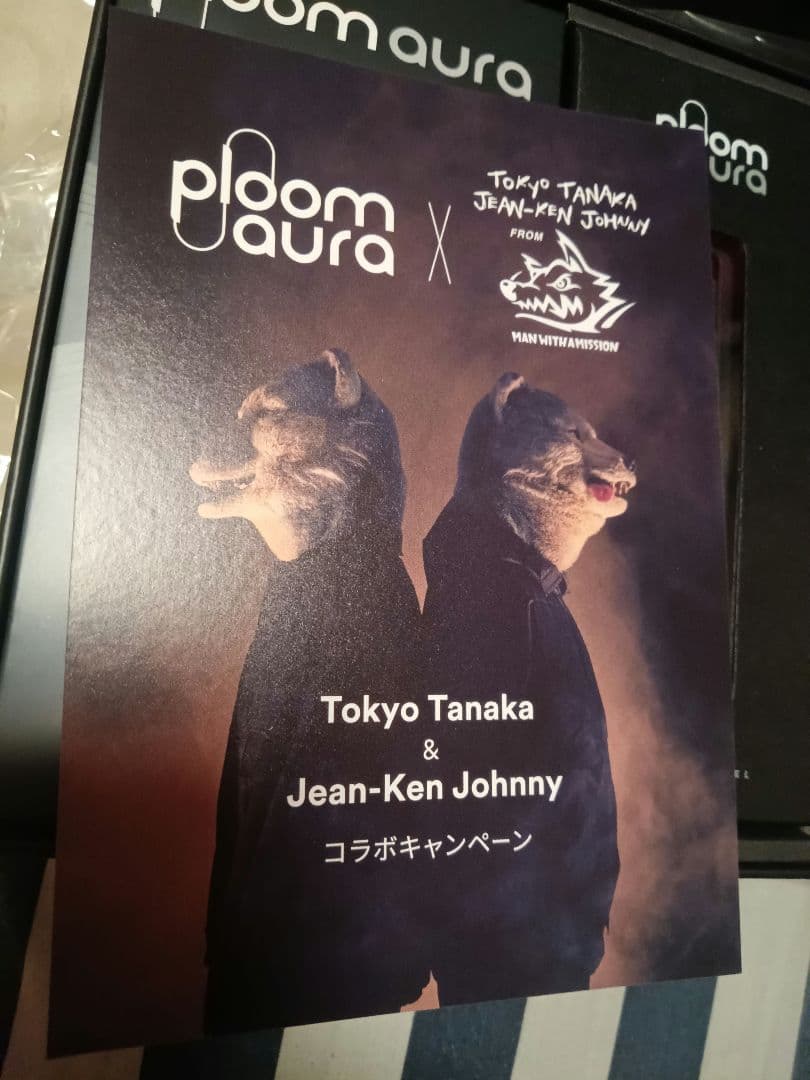 ploom aura
ploom
aura
ploom
aura
X
TOKYO TANAKA
JEAN-KEN JOHNNY
FROM
MAN WITH A MISSION
Tokyo Tanaka
&
Jean-Ken Johnny
コラボキャンペーン